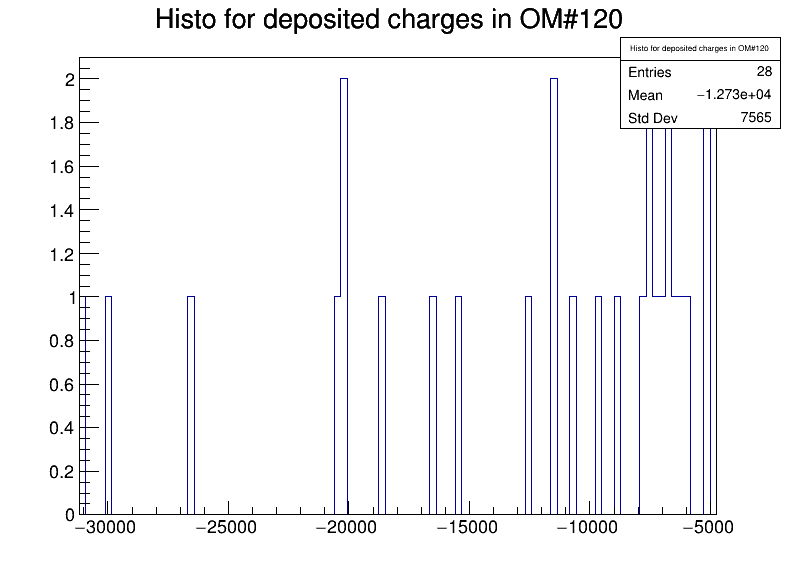 Histo for deposited charges in OM#120
Histo for deposited charges in OM#120
Entries 28
Mean −1.273e+04
Std Dev 7565
2
1.8
1.6
1.4
1.2
1
0.8
0.6
0.4
0.2
0
−30000 −25000 −20000 −15000 −10000 −5000